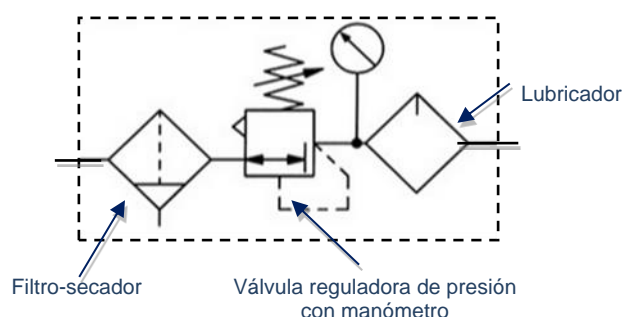 Lubricador
Filtro-secador
Válvula reguladora de presión
con manómetro